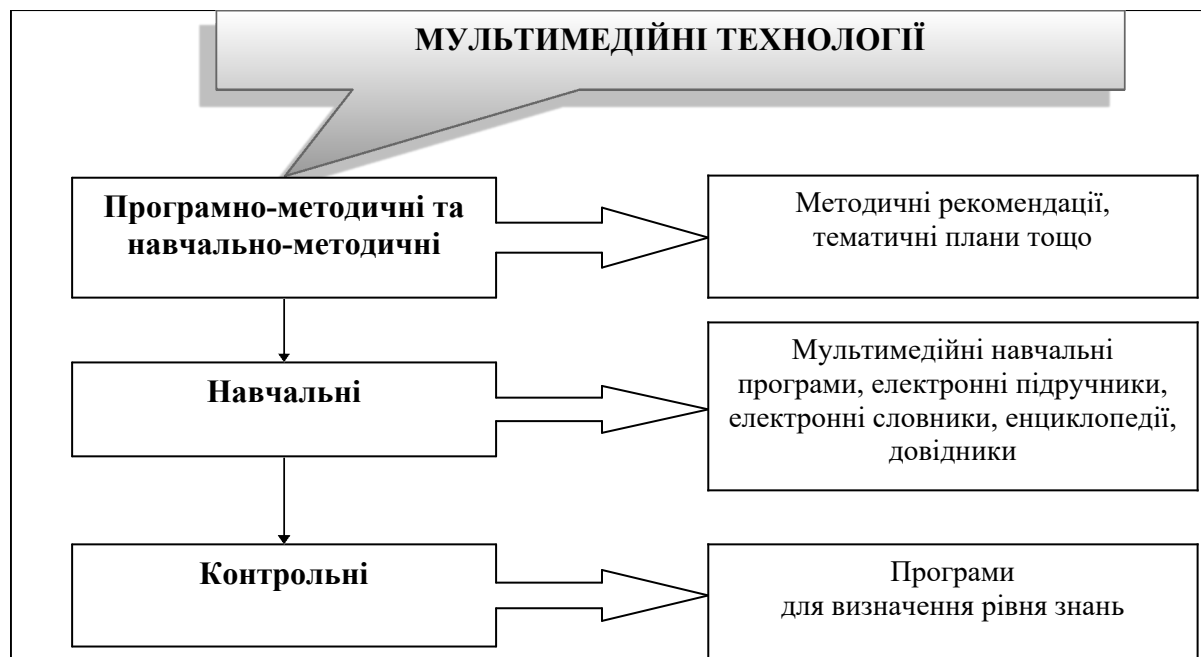 МУЛЬТИМЕДІЙНІ ТЕХНОЛОГІЇ
Програмно-методичні та
навчально-методичні
Методичні рекомендації,
тематичні плани тощо
Навчальні
Мультимедійні навчальні
програми, електронні підручники,
електронні словники, енциклопедії,
довідники
Контрольні
Програми
для визначення рівня знань